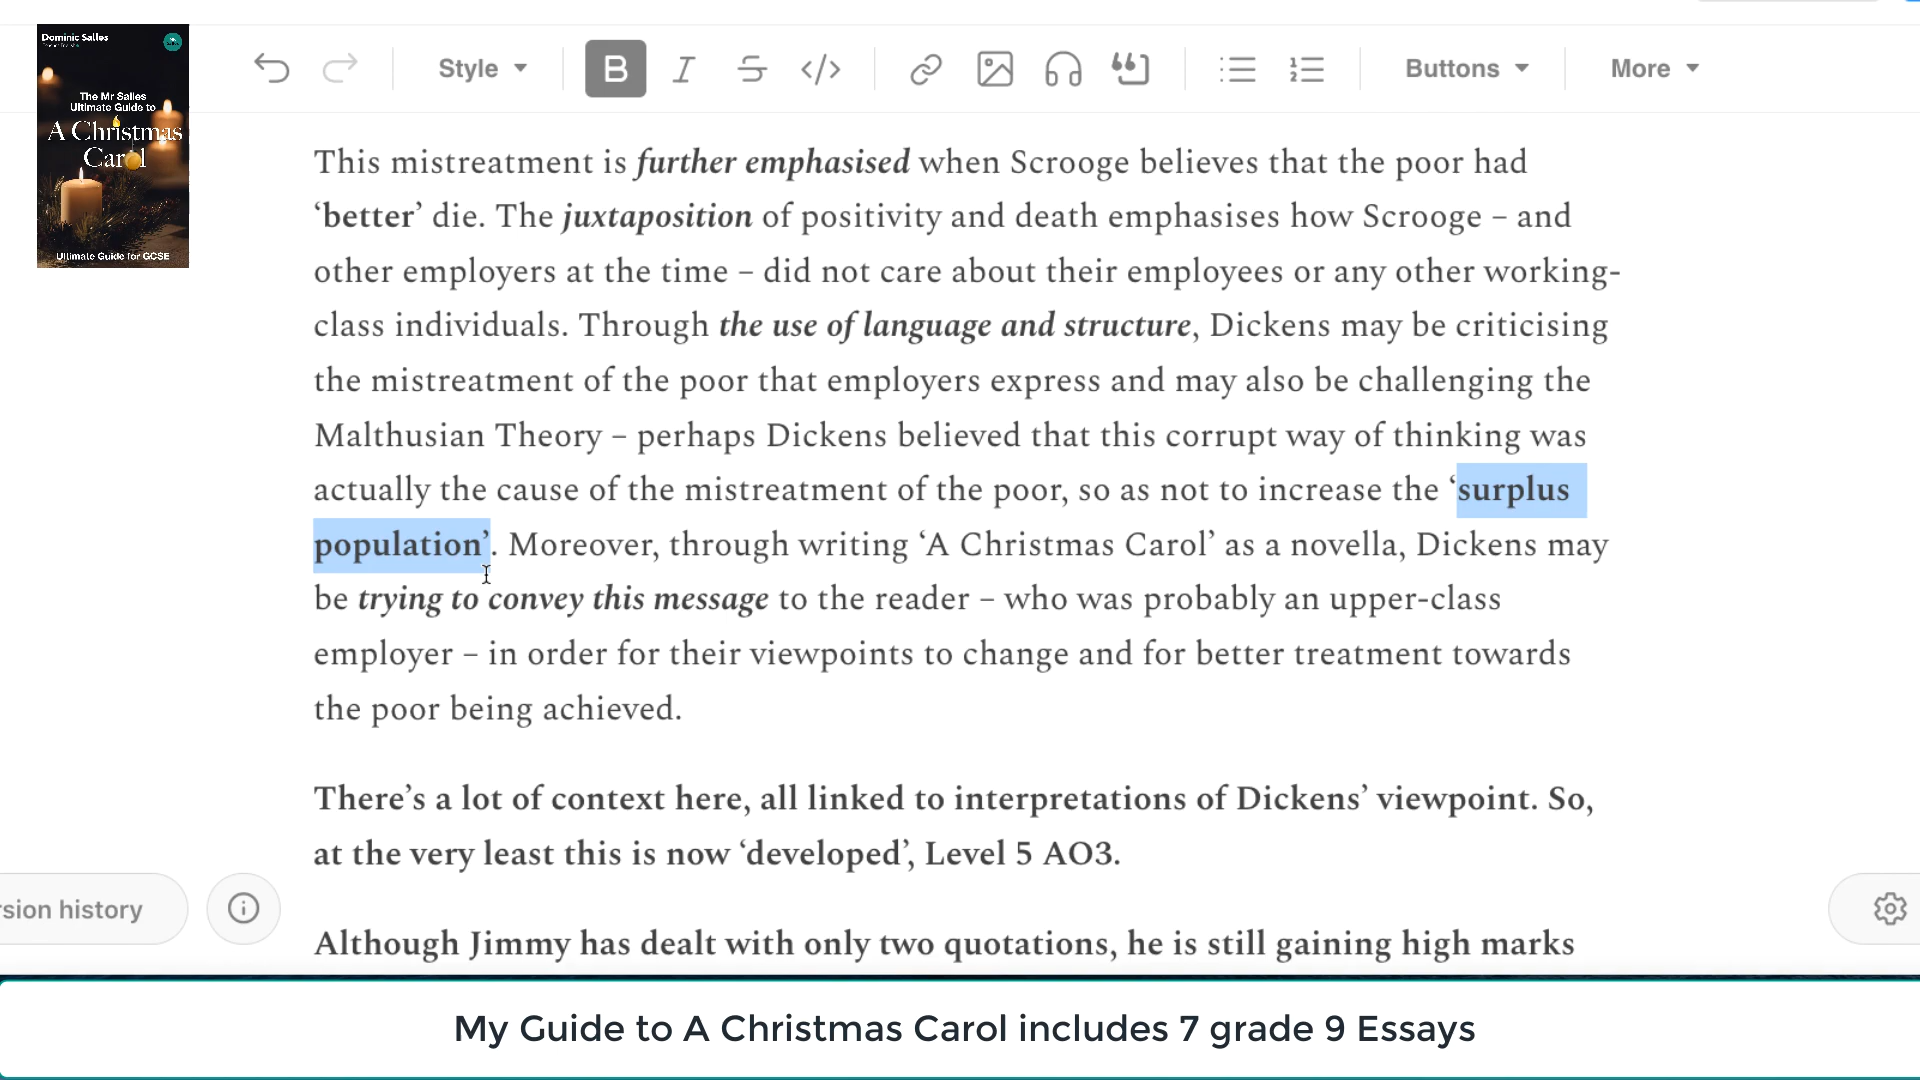 Dominic Salles
The Mr Salles
Ultimate Guide to
A Christmas
Carol
Ultimate Guide for GCSE
Style
B
Buttons
More
This mistreatment is further emphasised when Scrooge believes that the poor had
‘better’ die. The juxtaposition of positivity and death emphasises how Scrooge – and
other employers at the time – did not care about their employees or any other working-
class individuals. Through the use of language and structure, Dickens may be criticising
the mistreatment of the poor that employers express and may also be challenging the
Malthusian Theory – perhaps Dickens believed that this corrupt way of thinking was
actually the cause of the mistreatment of the poor, so as not to increase the ‘surplus
population’. Moreover, through writing ‘A Christmas Carol’ as a novella, Dickens may
be trying to convey this message to the reader – who was probably an upper-class
employer – in order for their viewpoints to change and for better treatment towards
the poor being achieved.
There’s a lot of context here, all linked to interpretations of Dickens’ viewpoint. So,
at the very least this is now ‘developed’, Level 5 AO3.
rsion history
Although Jimmy has dealt with only two quotations, he is still gaining high marks
My Guide to A Christmas Carol includes 7 grade 9 Essays